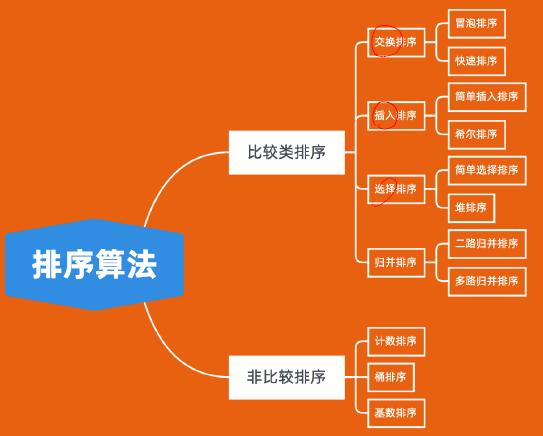 排序算法
比较类排序
交换排序
冒泡排序
快速排序
插入排序
简单插入排序
希尔排序
选择排序
简单选择排序
堆排序
归并排序
二路归并排序
多路归并排序
非比较排序
计数排序
桶排序
基数排序